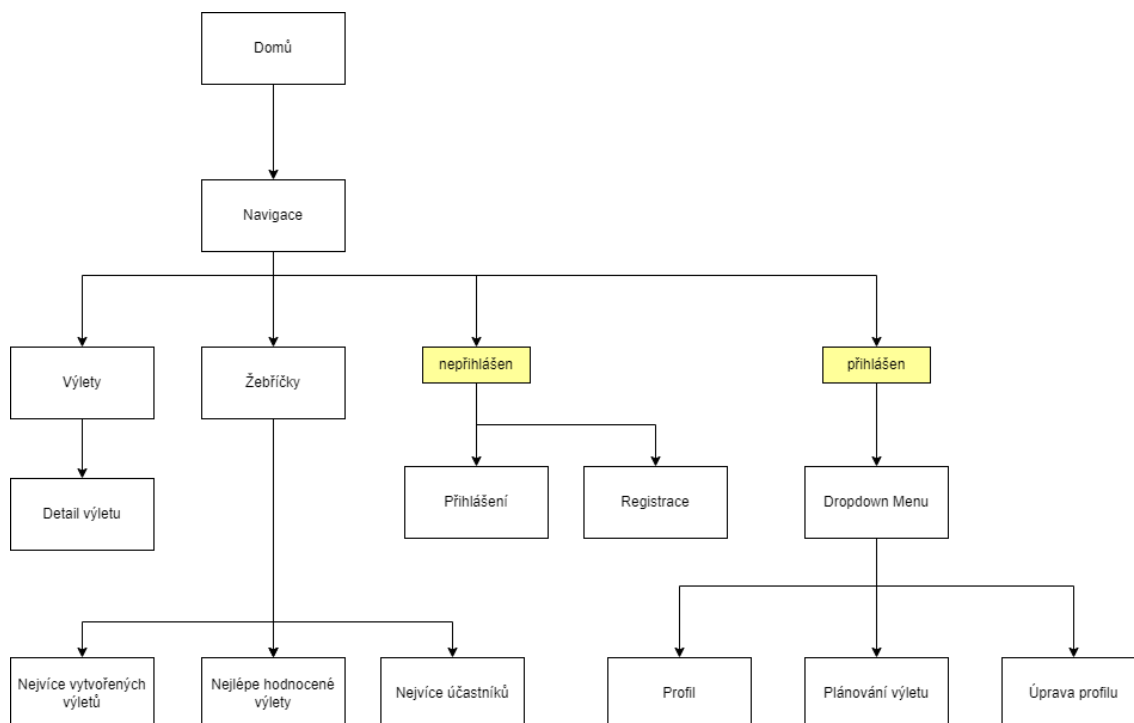 Domů
Navigace
Výlety
Žebříčky
nepřihlášen
přihlášen
Detail výletu
Přihlášení
Registrace
Dropdown Menu
Nejvíce vytvořených
výletů
Nejlépe hodnocené
výlety
Nejvíce účastníků
Profil
Plánování výletu
Úprava profilu